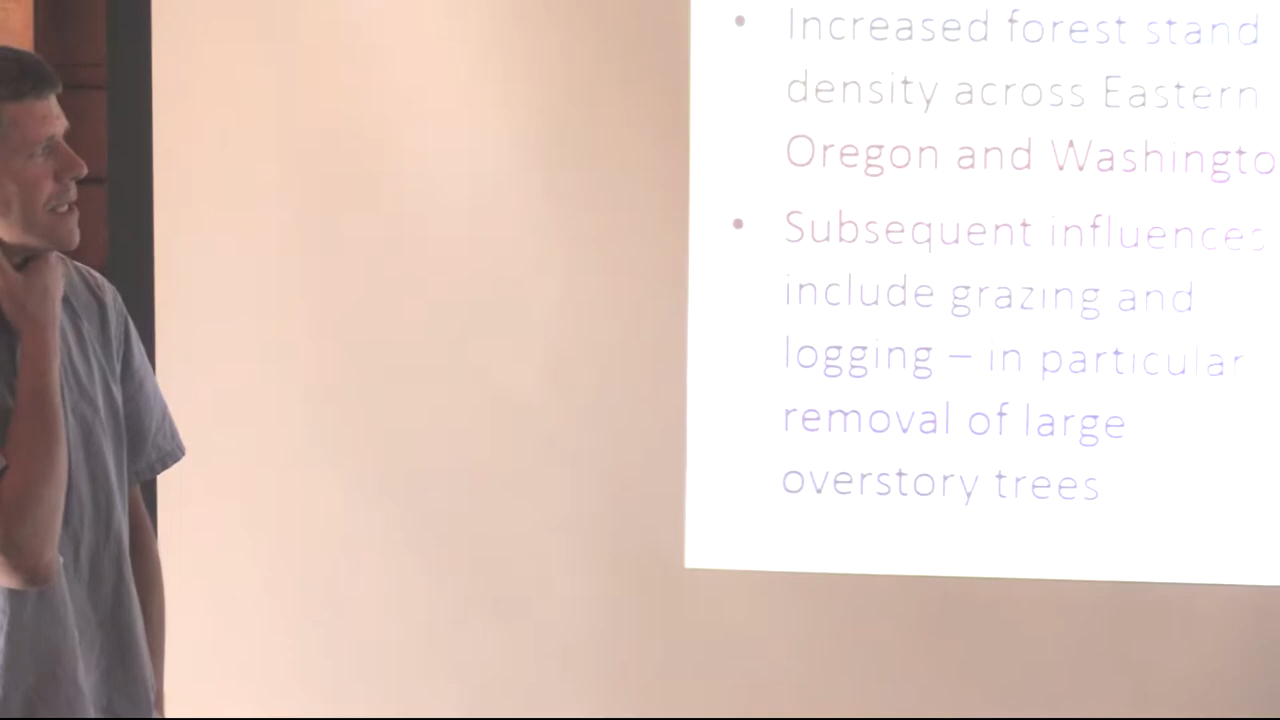 • Increased forest stand
density across Eastern
Oregon and Washingto
• Subsequent influences
include grazing and
logging – in particular
removal of large
overstory trees